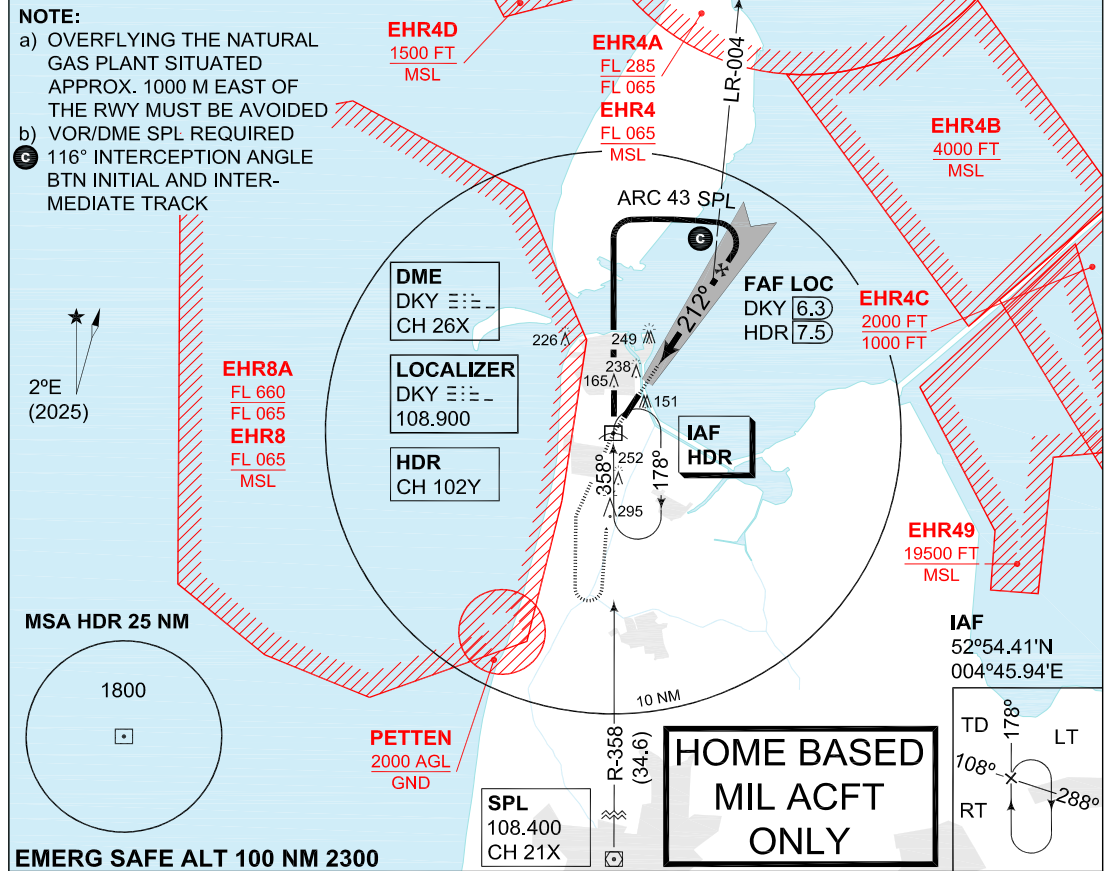 NOTE:
a) OVERFLYING THE NATURAL
GAS PLANT SITUATED
APPROX. 1000 M EAST OF
THE RWY MUST BE AVOIDED
b) VOR/DME SPL REQUIRED
C 116° INTERCEPTION ANGLE
BTN INITIAL AND INTER-
MEDIATE TRACK
EHR4D
1500 FT
MSL
EHR4A
FL 285
FL 065
EHR4
FL 065
MSL
LR-004
EHR4B
4000 FT
MSL
ARC 43 SPL
C
212°
FAF LOC
DKY 6.3
HDR 7.5
EHR4C
2000 FT
1000 FT
DME
DKY
CH 26X
LOCALIZER
DKY
108.900
HDR
CH 102Y
226
249
238
165
151
252
295
358°
178°
IAF
HDR
2°E
(2025)
EHR8A
FL 660
FL 065
EHR8
FL 065
MSL
EHR49
19500 FT
MSL
MSA HDR 25 NM
1800
EMERG SAFE ALT 100 NM 2300
PETTEN
2000 AGL
GND
10 NM
R-358
(34.6)
SPL
108.400
CH 21X
HOME BASED
MIL ACFT
ONLY
IAF
52°54.41'N
004°45.94'E
TD
178°
LT
108°
288°
RT